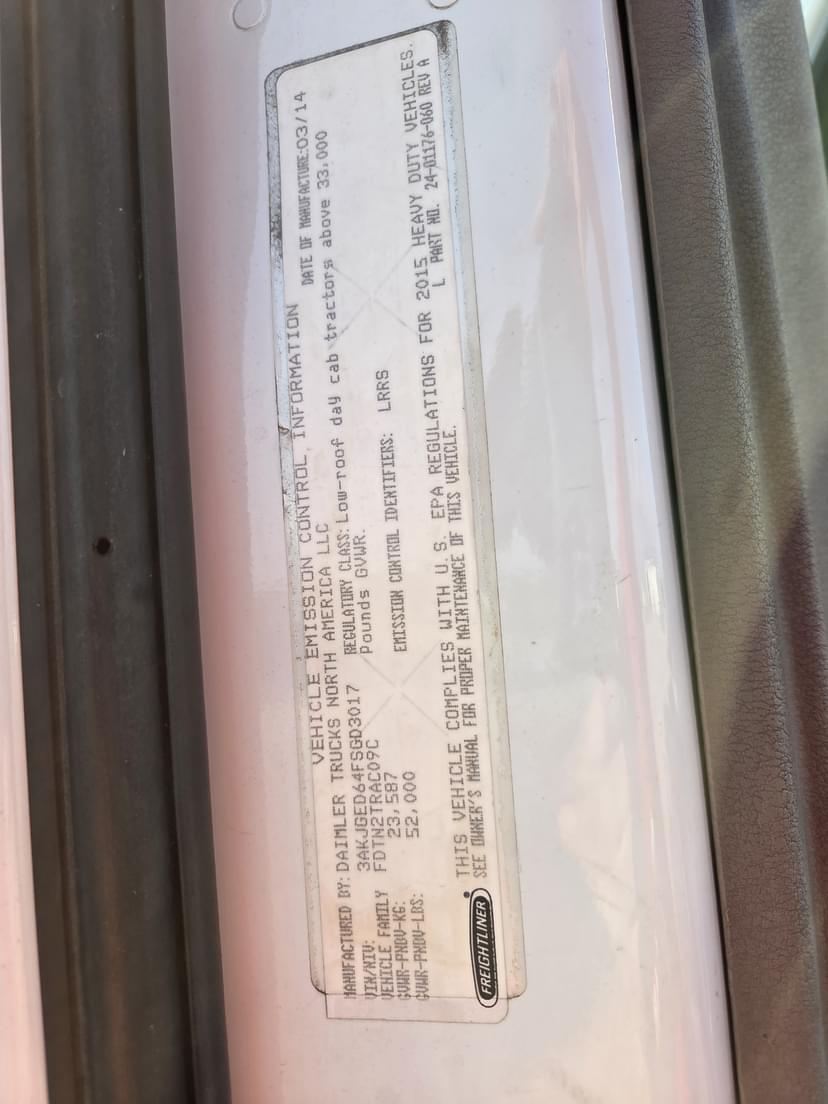 VEHICLE EMISSION CONTROL INFORMATION
MANUFACTURED BY: DAIMLER TRUCKS NORTH AMERICA LLC DATE OF MANUFACTURE: 03/14
VIN/NIV: 3AKJGED64FSGD3017 REGULATORY CLASS: Low-roof day cab tractors above 33,000
VEHICLE FAMILY FDTN2TRAC09C Pounds GVWR.
GVWR-PNBV-KG: 23,587
GVWR-PNBV-LBS: 52,000 EMISSION CONTROL IDENTIFIERS: LRRS
THIS VEHICLE COMPLIES WITH U.S. EPA REGULATIONS FOR 2015 HEAVY DUTY VEHICLES.
SEE OWNER'S MANUAL FOR PROPER MAINTENANCE OF THIS VEHICLE. L PART NO. 24-01176-060 REV A
FREIGHTLINER